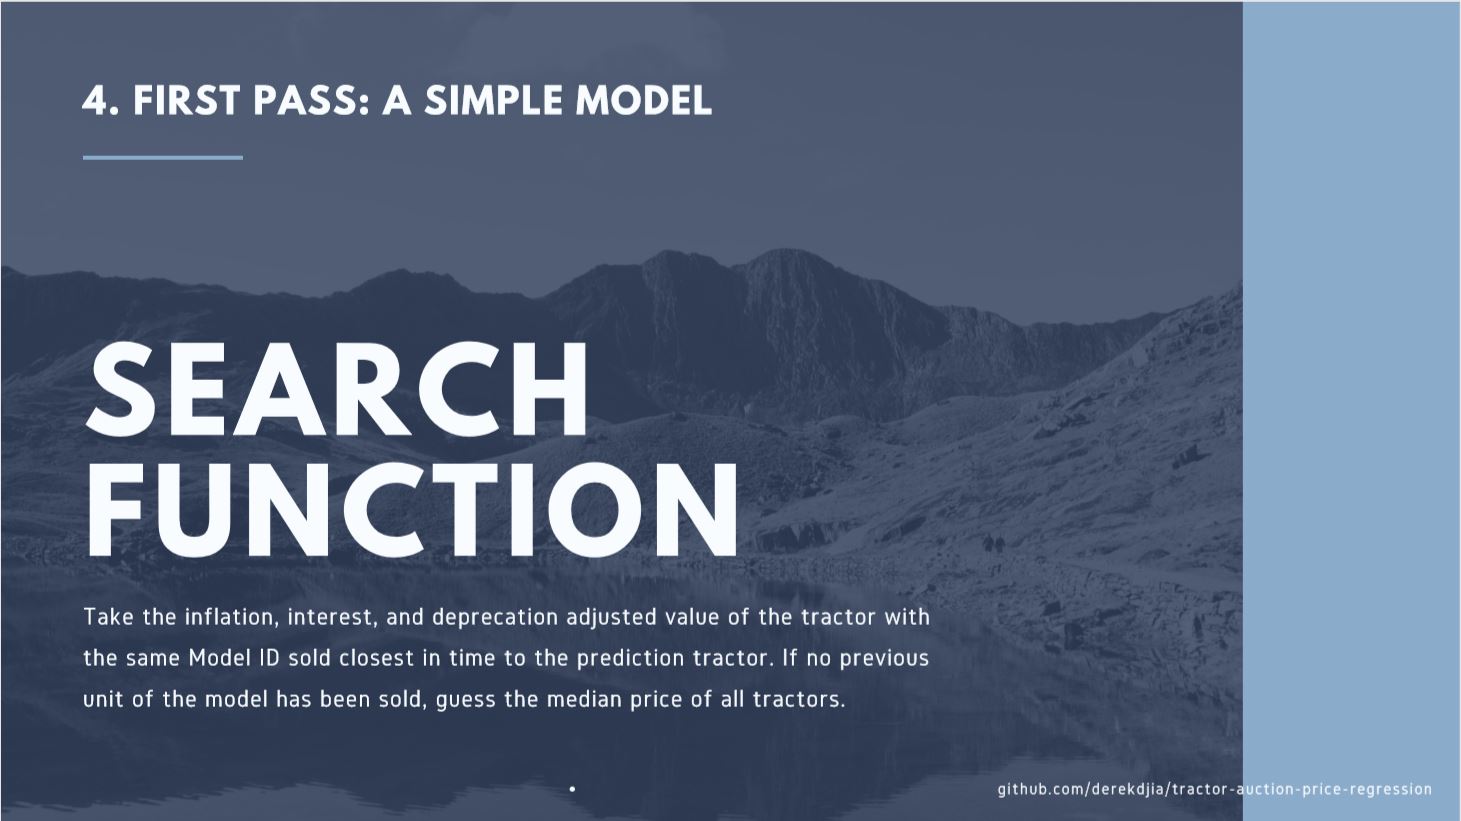 4. FIRST PASS: A SIMPLE MODEL
SEARCH
FUNCTION
Take the inflation, interest, and deprecation adjusted value of the tractor with
the same Model ID sold closest in time to the prediction tractor. If no previous
unit of the model has been sold, guess the median price of all tractors.
github.com/derekdjia/tractor-auction-price-regression